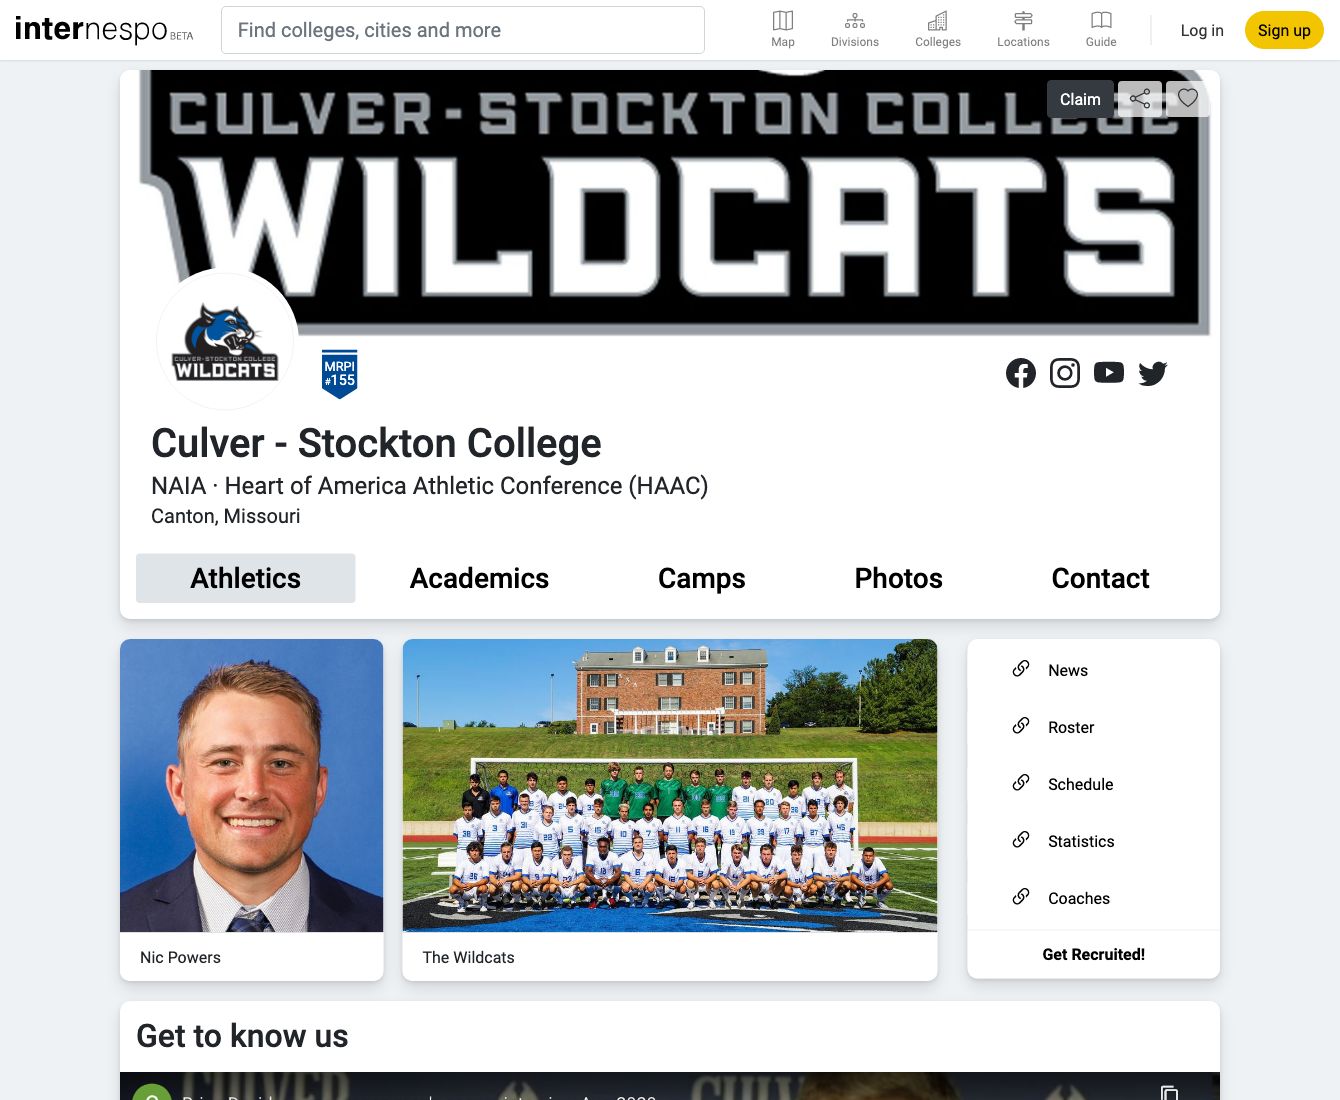 internespo BETA
Find colleges, cities and more
Map
Divisions
Colleges
Locations
Guide
Log in
Sign up
CULVER-STOCKTON COLLEGE
Claim
WILDCATS
CULVER-STOCKTON COLLEGE
WILDCATS
MRPI
#155
Culver - Stockton College
NAIA · Heart of America Athletic Conference (HAAC)
Canton, Missouri
Athletics
Academics
Camps
Photos
Contact
Nic Powers
The Wildcats
News
Roster
Schedule
Statistics
Coaches
Get Recruited!
Get to know us